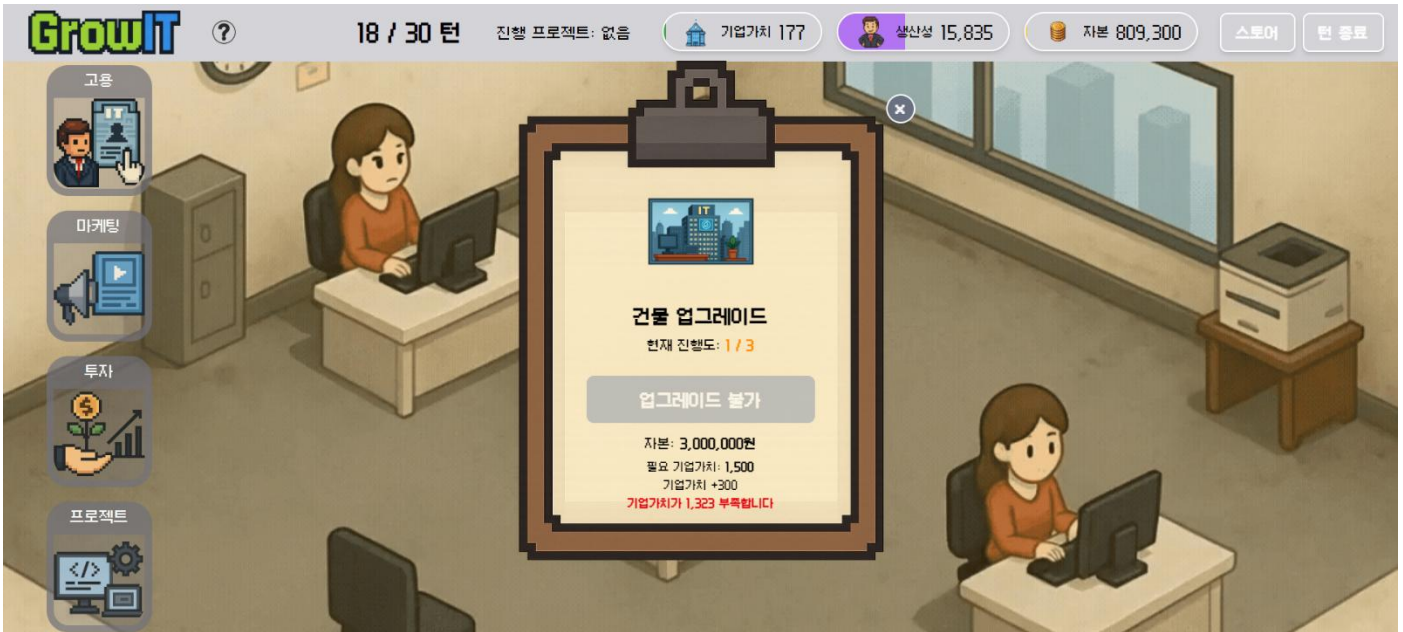 GrowIT
?
18 / 30 턴
진행 프로젝트: 없음
기업가치 177
생산성 15,835
자본 809,300
스토어
턴 종료
고용
IT
마케팅
투자
$
프로젝트
</>
×
IT
건물 업그레이드
현재 진행도: 1 / 3
업그레이드 불가
자본: 3,000,000원
필요 기업가치: 1,500
기업가치 +300
기업가치가 1,323 부족합니다